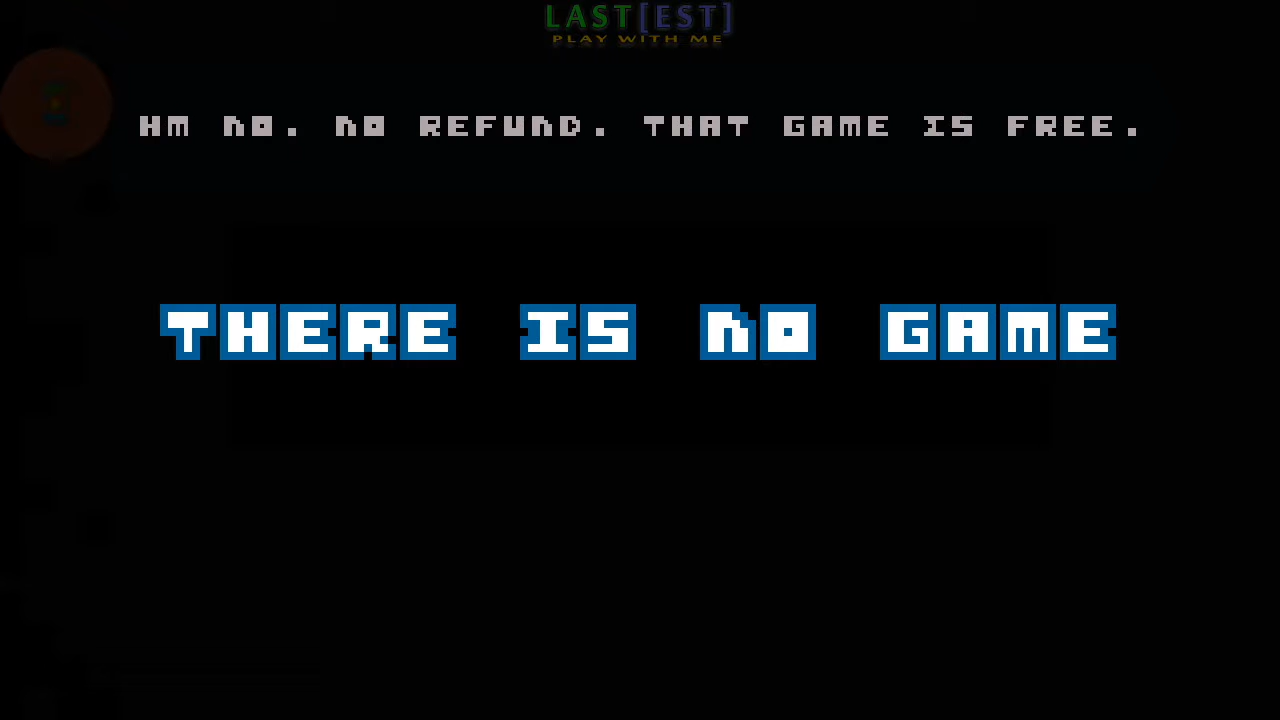 LAST[EST]
PLAY WITH ME
HM NO. NO REFUND. THAT GAME IS FREE.
THERE IS NO GAME